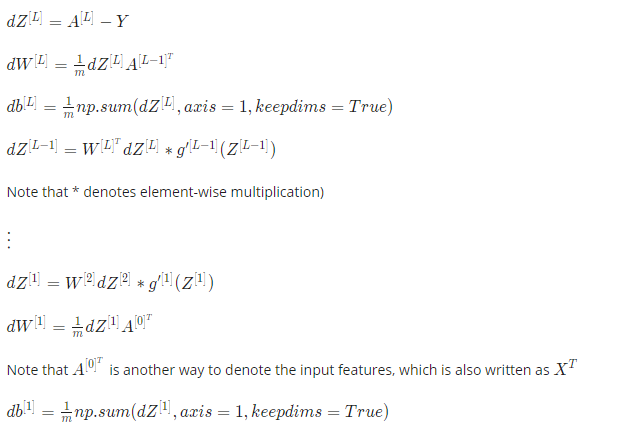 dZ^{[L]} = A^{[L]} − Y
dW^{[L]} = \frac{1}{m} dZ^{[L]} A^{[L−1]^T}
db^{[L]} = \frac{1}{m} np.sum(dZ^{[L]}, axis = 1, keepdims = True)
dZ^{[L−1]} = W^{[L]^T} dZ^{[L]} * g'^{[L−1]}(Z^{[L−1]})
Note that * denotes element-wise multiplication)
⋮
dZ^{[1]} = W^{[2]} dZ^{[2]} * g'^{[1]}(Z^{[1]})
dW^{[1]} = \frac{1}{m} dZ^{[1]} A^{[0]^T}
Note that A^{[0]^T} is another way to denote the input features, which is also written as X^T
db^{[1]} = \frac{1}{m} np.sum(dZ^{[1]}, axis = 1, keepdims = True)